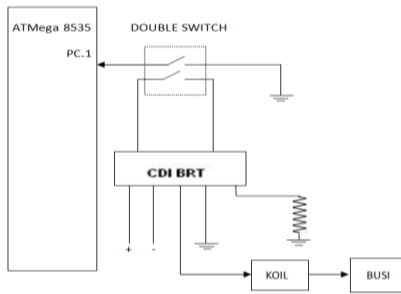 ATMega 8535
DOUBLE SWITCH
PC.1
CDI BRT
+ -
KOIL
BUSI